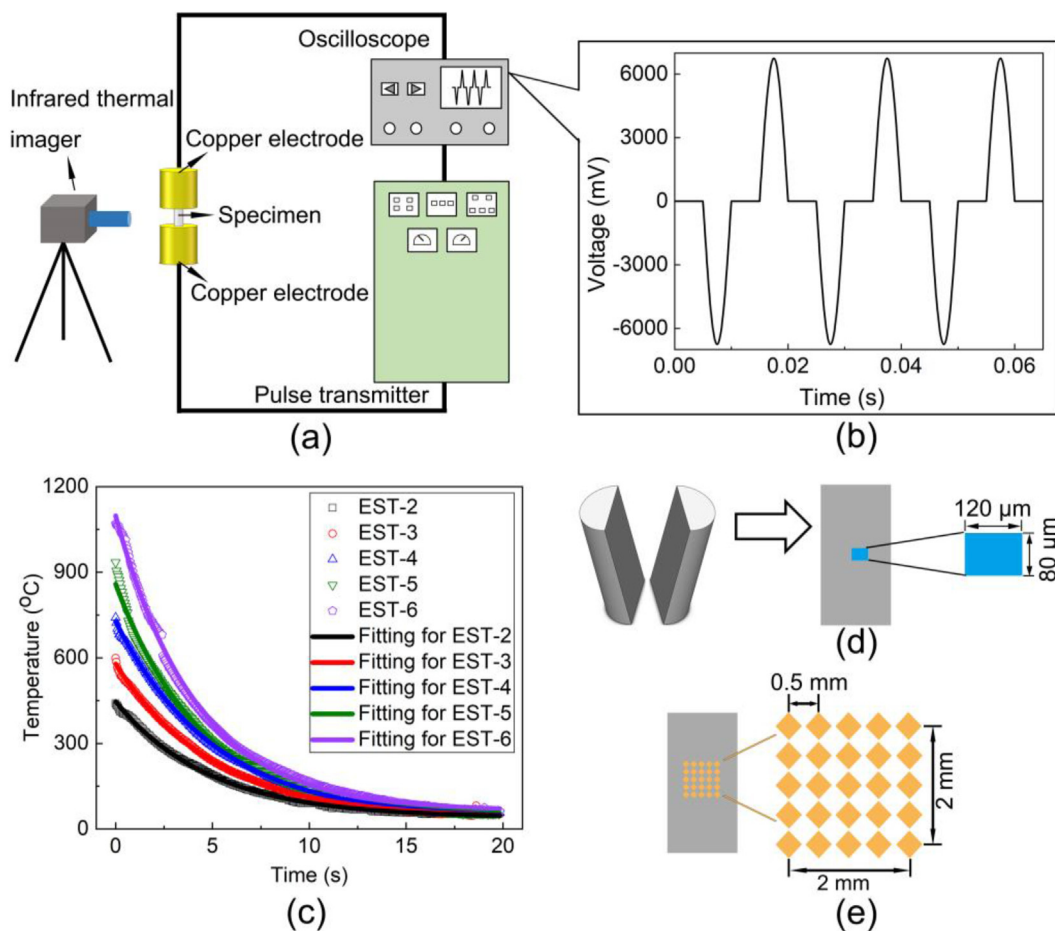 Oscilloscope
Infrared thermal
imager
Copper electrode
Specimen
Copper electrode
Pulse transmitter
(a)
6000
3000
0
-3000
-6000
Voltage (mV)
0.00 0.02 0.04 0.06
Time (s)
(b)
1200
900
600
300
0
Temperature (°C)
EST-2
EST-3
EST-4
EST-5
EST-6
Fitting for EST-2
Fitting for EST-3
Fitting for EST-4
Fitting for EST-5
Fitting for EST-6
0 5 10 15 20
Time (s)
(c)
120 µm
80 µm
(d)
0.5 mm
2 mm
2 mm
(e)